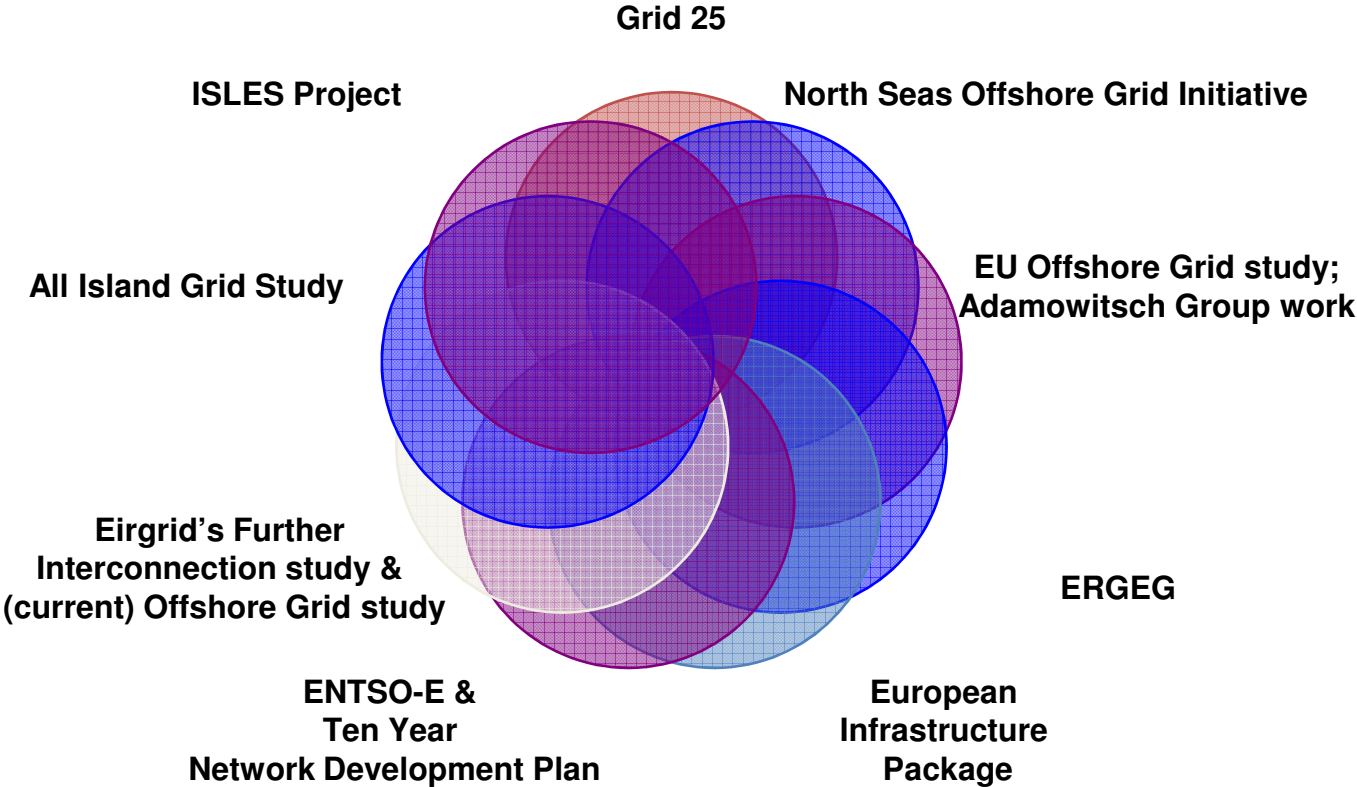 Grid 25
ISLES Project
North Seas Offshore Grid Initiative
All Island Grid Study
EU Offshore Grid study;
Adamowitsch Group work
Eirgrid’s Further
Interconnection study &
(current) Offshore Grid study
ERGEG
ENTSO-E &
Ten Year
Network Development Plan
European
Infrastructure
Package